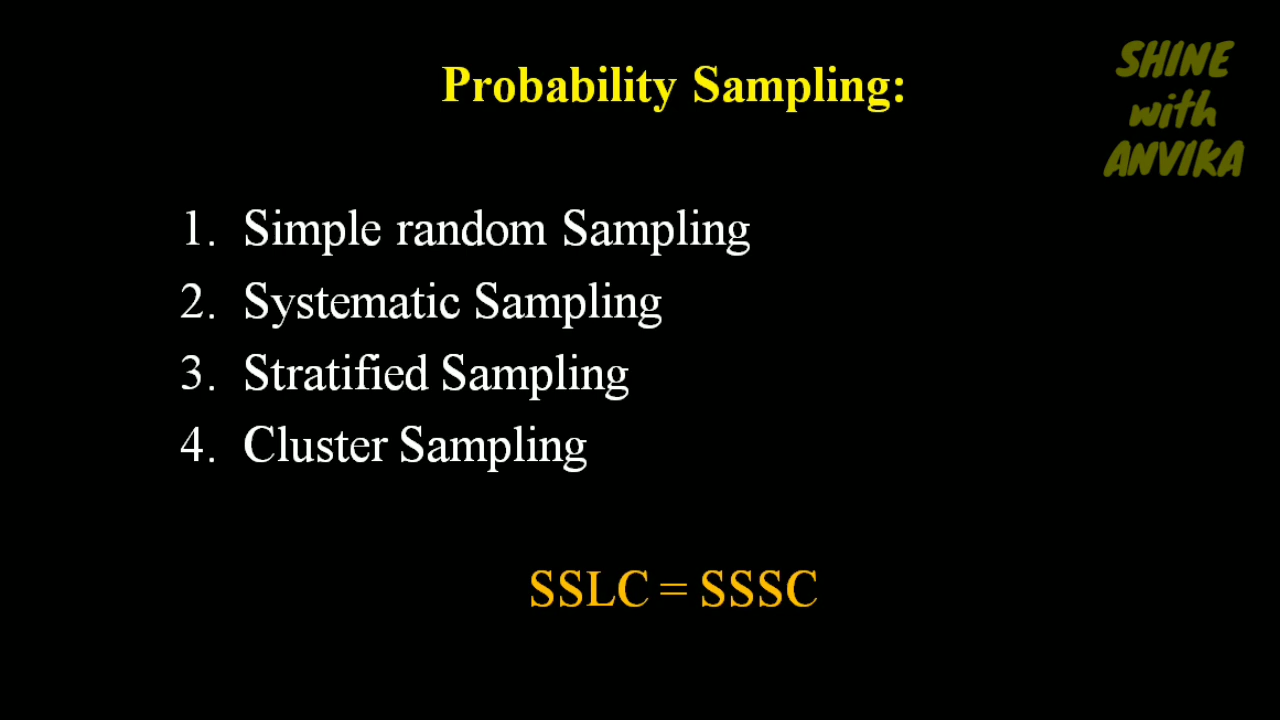 Probability Sampling:
SHINE
with
ANVIKA
1. Simple random Sampling
2. Systematic Sampling
3. Stratified Sampling
4. Cluster Sampling
SSLC = SSSC